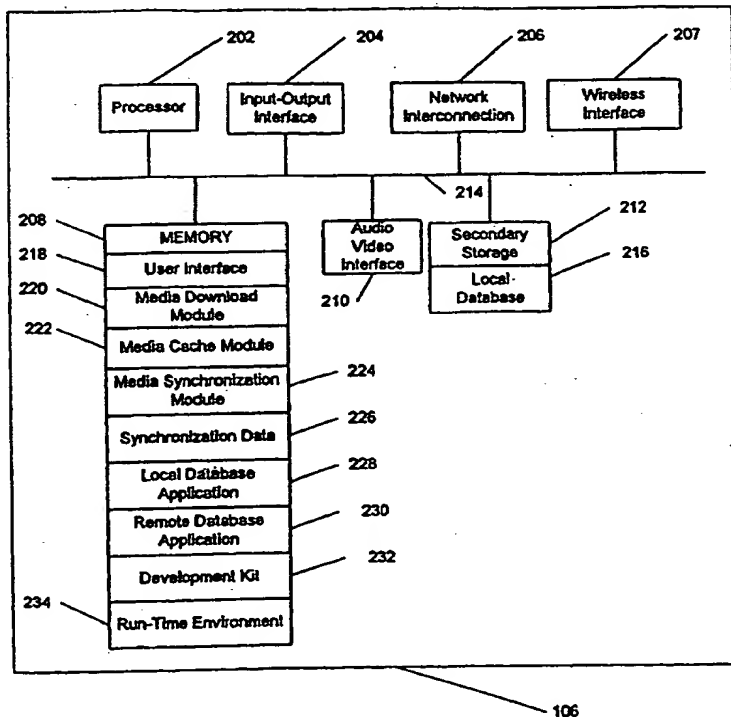 202
204
206
207
Processor
Input-Output
Interface
Network
Interconnection
Wireless
Interface
214
208
MEMORY
Audio
Video
Interface
210
Secondary
Storage
212
Local-
Database
216
218
User Interface
220
Media Download
Module
222
Media Cache Module
Media Synchronization
Module
224
Synchronization Data
226
Local Database
Application
228
Remote Database
Application
230
Development Kit
232
234
Run-Time Environment
106